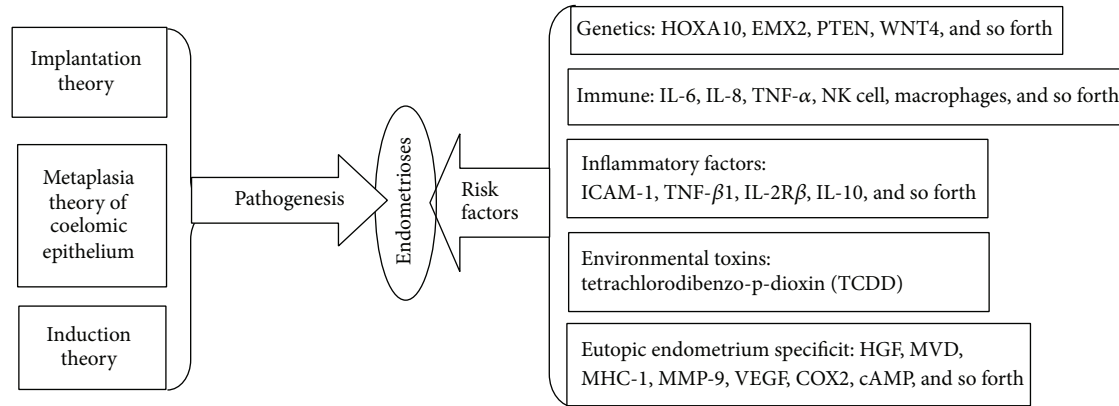 Implantation
theory
Metaplasia
theory of
coelomic
epithelium
Induction
theory
Pathogenesis
Endometrioses
Risk
factors
Genetics: HOXA10, EMX2, PTEN, WNT4, and so forth
Immune: IL-6, IL-8, TNF-α, NK cell, macrophages, and so forth
Inflammatory factors:
ICAM-1, TNF-β1, IL-2Rβ, IL-10, and so forth
Environmental toxins:
tetrachlorodibenzo-p-dioxin (TCDD)
Eutopic endometrium specificit: HGF, MVD,
MHC-1, MMP-9, VEGF, COX2, cAMP, and so forth